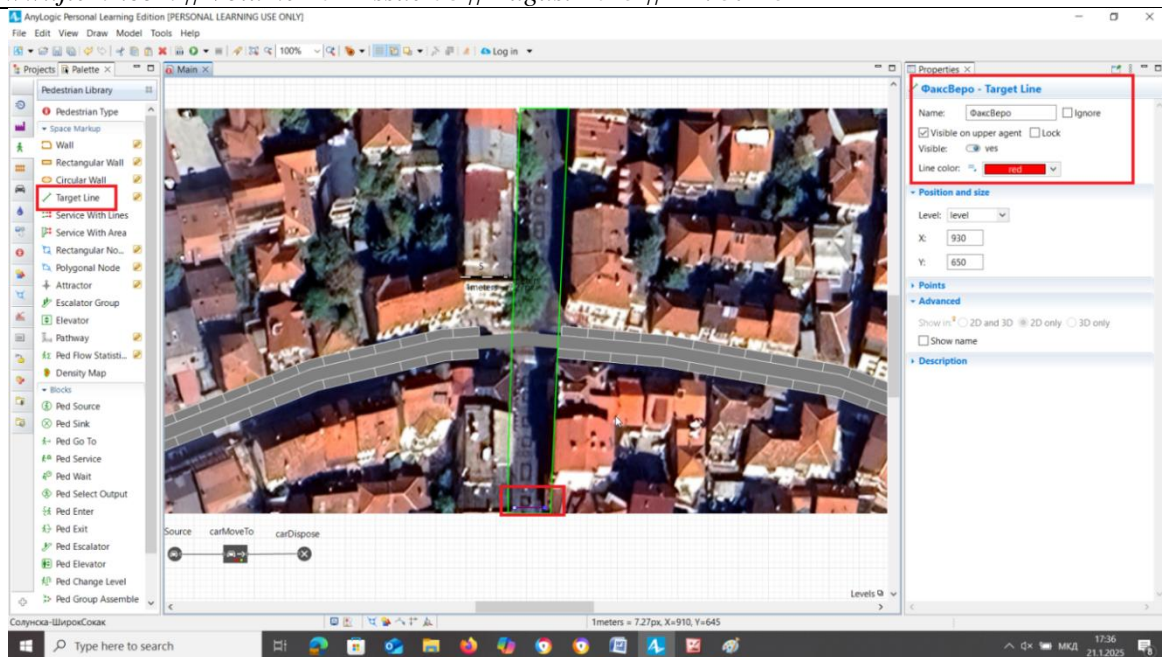 AnyLogic Personal Learning Edition [PERSONAL LEARNING USE ONLY]
File Edit View Draw Model Tools Help
100%
Log in
Projects Palette
Main
Properties
Pedestrian Library
Pedestrian Type
Space Markup
Wall
Rectangular Wall
Circular Wall
Target Line
Service With Lines
Service With Area
Rectangular No...
Polygonal Node
Attractor
Escalator Group
Elevator
Pathway
Ped Flow Statisti...
Density Map
Blocks
Ped Source
Ped Sink
Ped Go To
Ped Service
Ped Wait
Ped Select Output
Ped Enter
Ped Exit
Ped Escalator
Ped Elevator
Ped Change Level
Ped Group Assemble
5
Source carMoveTo carDispose
Levels
ФаксВеро - Target Line
Name: ФаксВеро Ignore
Visible on upper agent Lock
Visible: yes
Line color: red
Position and size
Level: level
X: 930
Y: 650
Points
Advanced
Show in: 2D and 3D 2D only 3D only
Show name
Description
Солунска-ШирокСокак
1meters = 7.27px, X=910, Y=645
Type here to search
МКД
17:36
21.1.2025